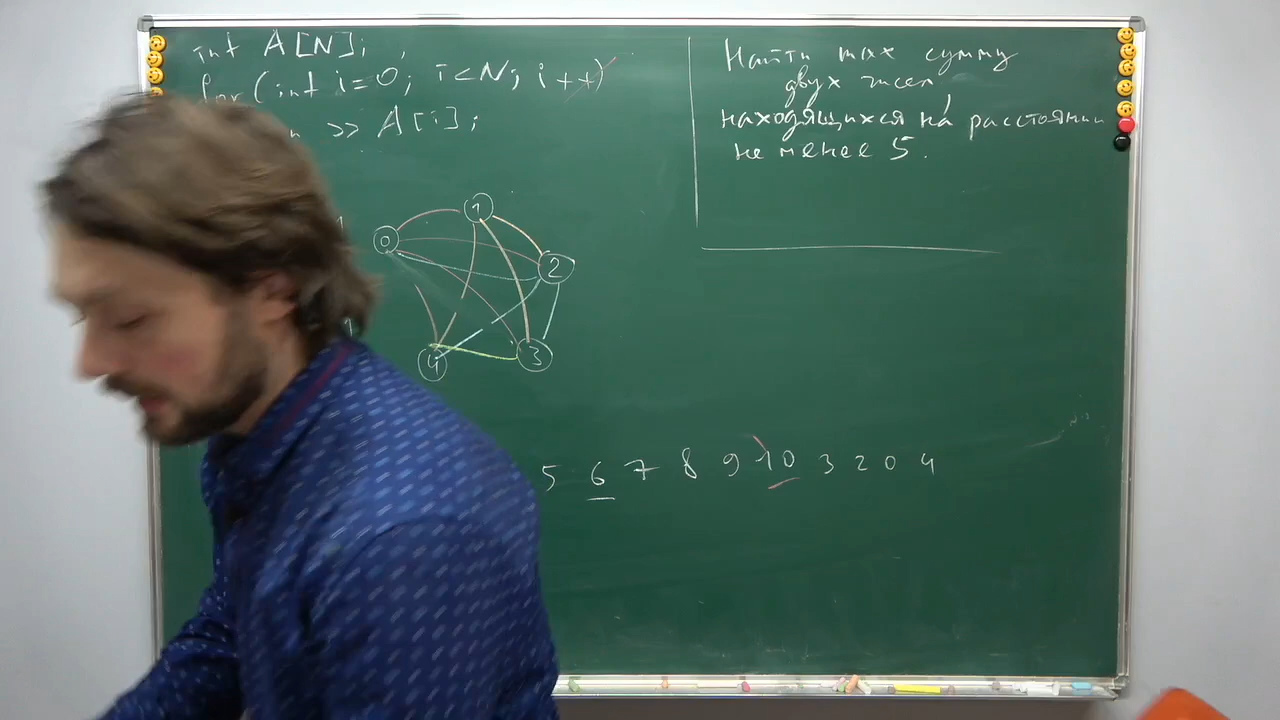 int A[N];
for (int i=0; i<N; i++)
>> A[i];
Найти max сумму
двух чисел,
находящихся на расстоянии
не менее 5.
1
0
2
4
3
5 6 7 8 9 10 3 2 0 4